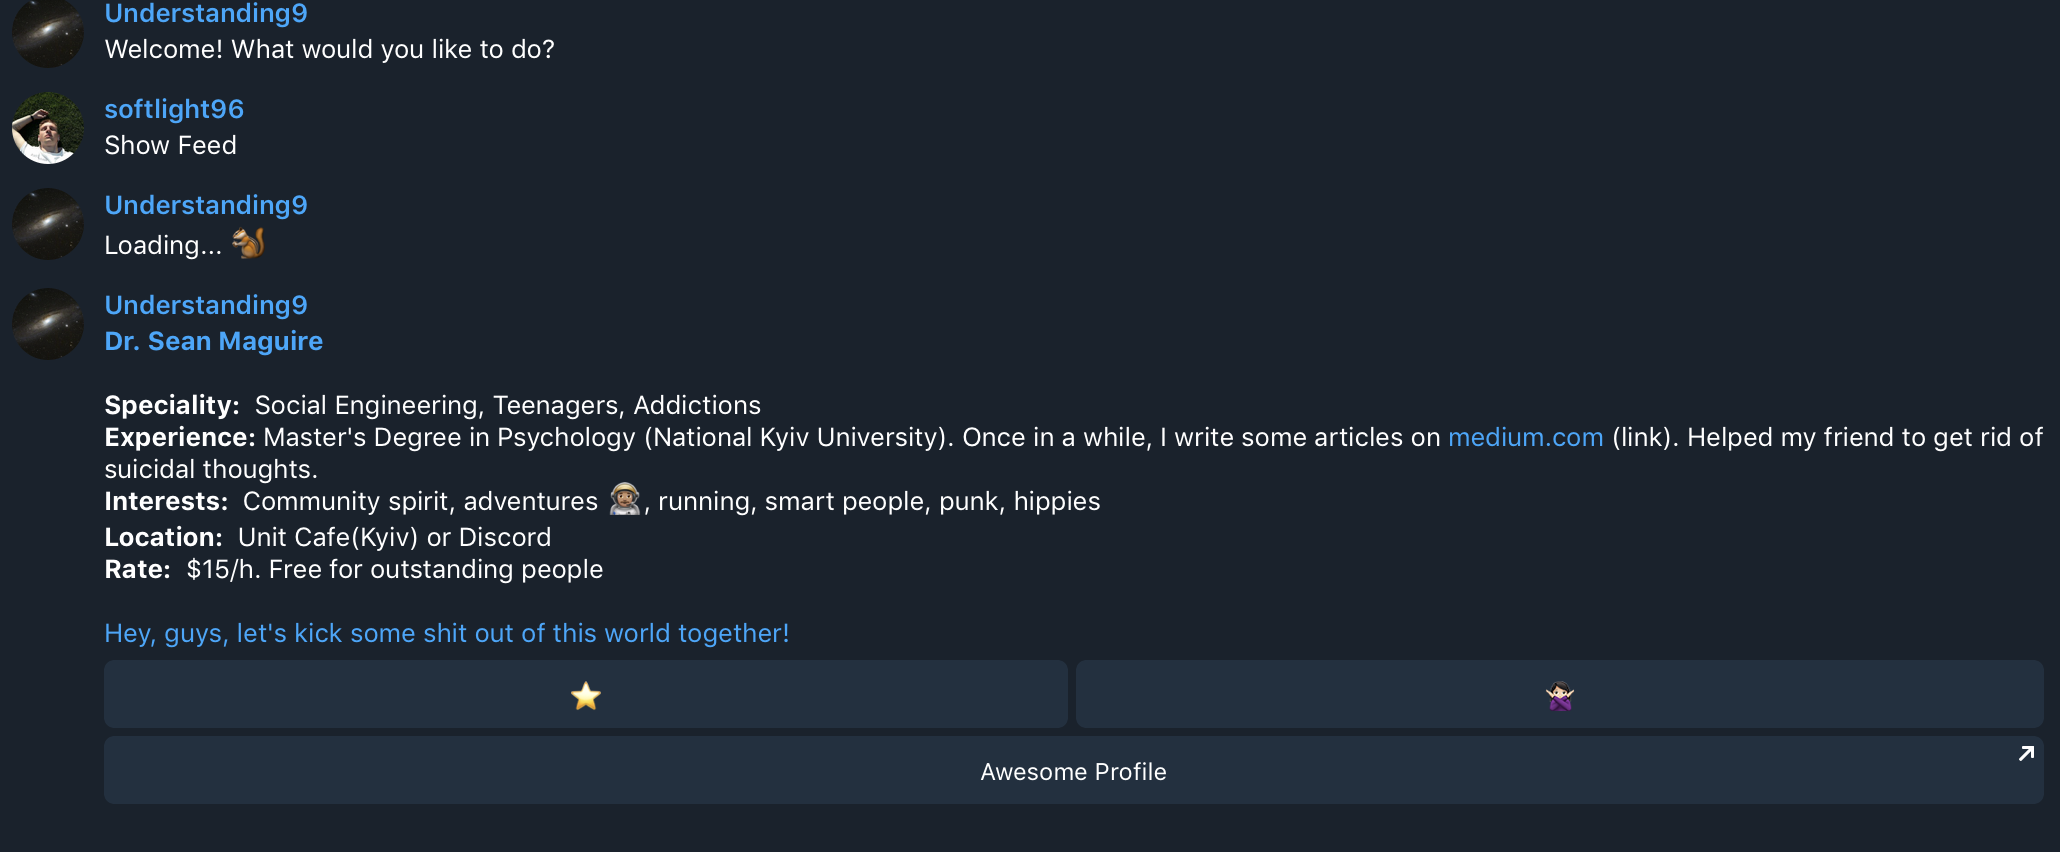 Understanding9
Welcome! What would you like to do?
softlight96
Show Feed
Understanding9
Loading... 🐿️
Understanding9
Dr. Sean Maguire
Speciality: Social Engineering, Teenagers, Addictions
Experience: Master's Degree in Psychology (National Kyiv University). Once in a while, I write some articles on medium.com (link). Helped my friend to get rid of
suicidal thoughts.
Interests: Community spirit, adventures 🧑🏽‍🚀, running, smart people, punk, hippies
Location: Unit Cafe(Kyiv) or Discord
Rate: $15/h. Free for outstanding people
Hey, guys, let's kick some shit out of this world together!
⭐ 🙅🏻‍♀️
Awesome Profile